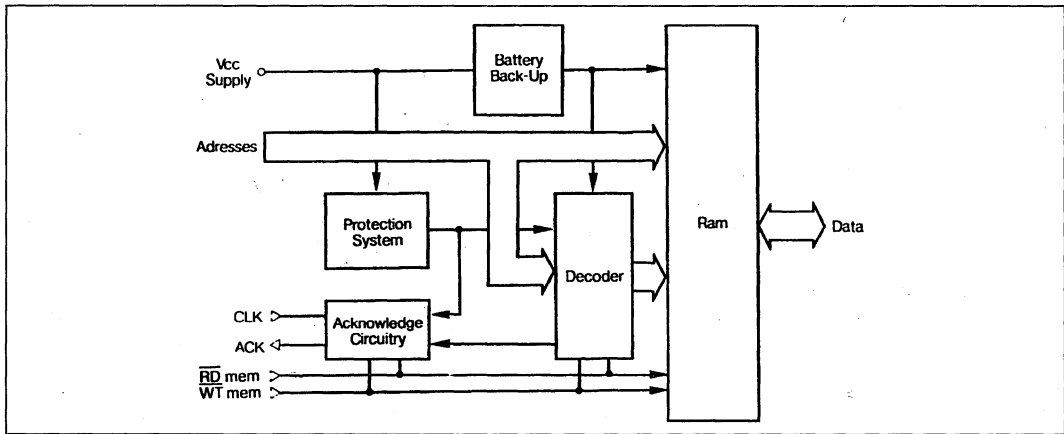 Vcc
Supply
Battery
Back-Up
Adresses
Protection
System
Decoder
Ram
Data
CLK
ACK
Acknowledge
Circuitry
RD mem
WT mem